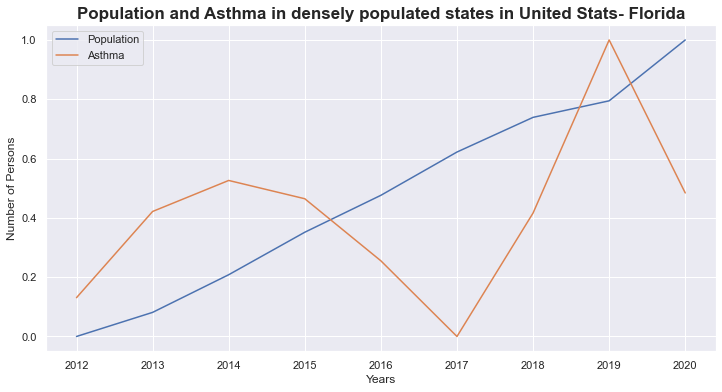 Population and Asthma in densely populated states in United Stats- Florida
Population
Asthma
1.0
0.8
0.6
0.4
0.2
0.0
Number of Persons
2012 2013 2014 2015 2016 2017 2018 2019 2020
Years